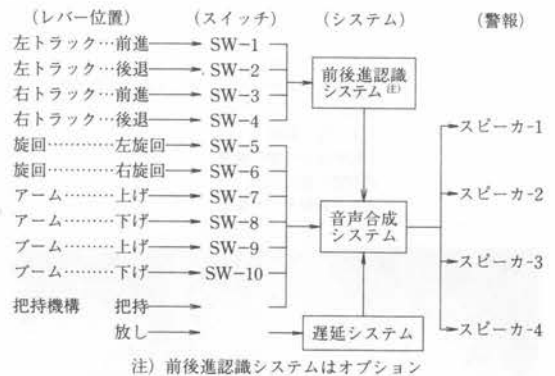 (レバー位置) (スイッチ) (システム) (警報)
左トラック…前進 SW-1
左トラック…後退 SW-2
右トラック…前進 SW-3
右トラック…後退 SW-4
旋回………左旋回 SW-5
旋回………右旋回 SW-6
アーム……上げ SW-7
アーム……下げ SW-8
ブーム……上げ SW-9
ブーム……下げ SW-10
把持機構 把持
放し
前後進認識
システム注)
音声合成
システム
遅延システム
スピーカ-1
スピーカ-2
スピーカ-3
スピーカ-4
注) 前後進認識システムはオプション